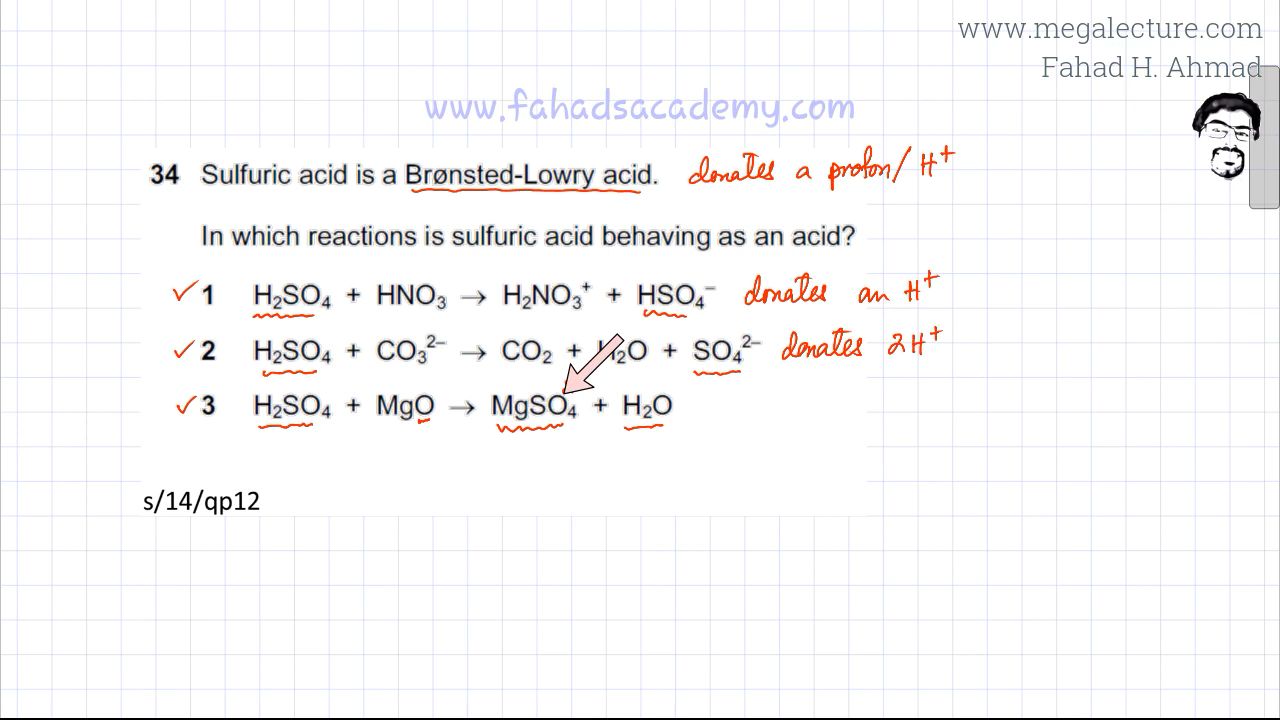 www.megalecture.com
Fahad H. Ahmad
www.fahadsacademy.com
34 Sulfuric acid is a Brønsted-Lowry acid. donates a proton/ H⁺
In which reactions is sulfuric acid behaving as an acid?
✓ 1 H₂SO₄ + HNO₃ → H₂NO₃⁺ + HSO₄⁻ donates an H⁺
✓ 2 H₂SO₄ + CO₃²⁻ → CO₂ + H₂O + SO₄²⁻ donates 2H⁺
✓ 3 H₂SO₄ + MgO → MgSO₄ + H₂O
s/14/qp12